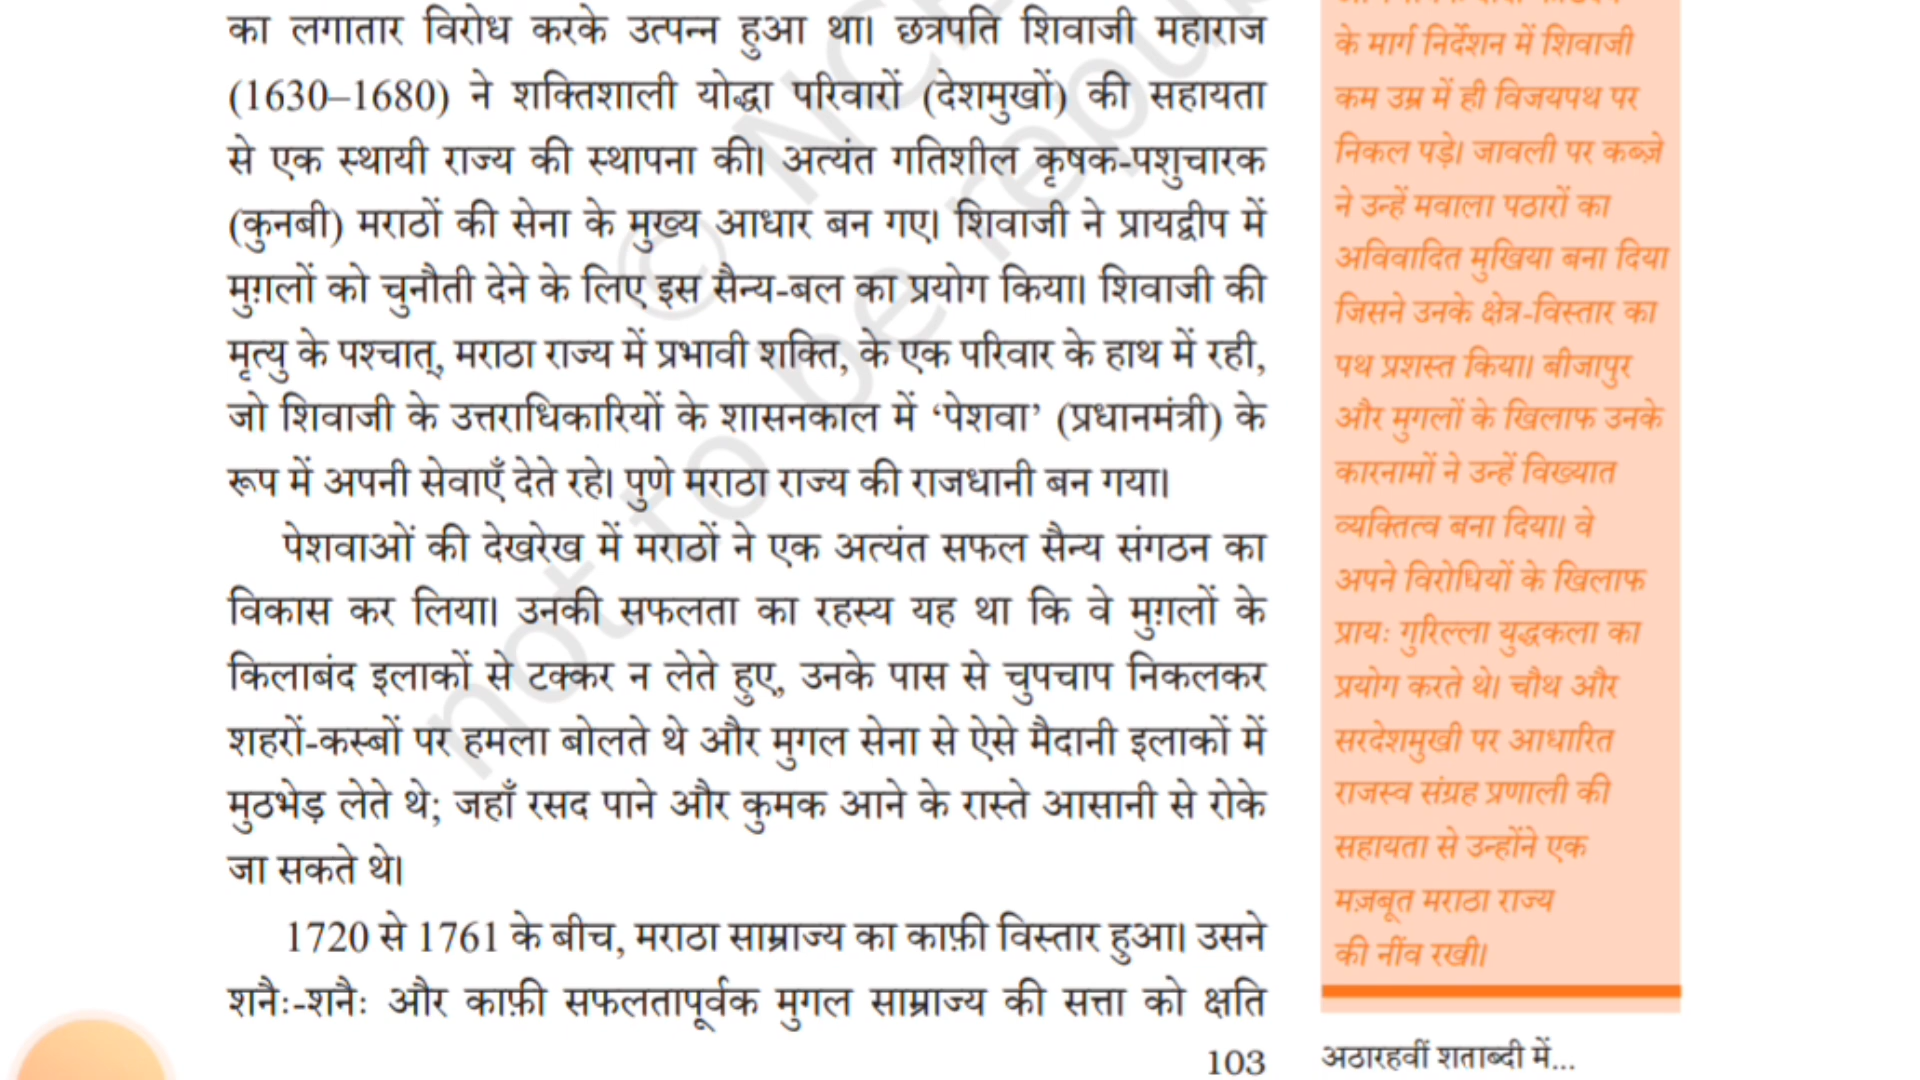 का लगातार विरोध करके उत्पन्न हुआ था। छत्रपति शिवाजी महाराज
(1630–1680) ने शक्तिशाली योद्धा परिवारों (देशमुखों) की सहायता
से एक स्थायी राज्य की स्थापना की। अत्यंत गतिशील कृषक-पशुचारक
(कुनबी) मराठों की सेना के मुख्य आधार बन गए। शिवाजी ने प्रायद्वीप में
मुग़लों को चुनौती देने के लिए इस सैन्य-बल का प्रयोग किया। शिवाजी की
मृत्यु के पश्चात्, मराठा राज्य में प्रभावी शक्ति, के एक परिवार के हाथ में रही,
जो शिवाजी के उत्तराधिकारियों के शासनकाल में ‘पेशवा’ (प्रधानमंत्री) के
रूप में अपनी सेवाएँ देते रहे। पुणे मराठा राज्य की राजधानी बन गया।
पेशवाओं की देखरेख में मराठों ने एक अत्यंत सफल सैन्य संगठन का
विकास कर लिया। उनकी सफलता का रहस्य यह था कि वे मुग़लों के
किलाबंद इलाकों से टक्कर न लेते हुए, उनके पास से चुपचाप निकलकर
शहरों-कस्बों पर हमला बोलते थे और मुगल सेना से ऐसे मैदानी इलाकों में
मुठभेड़ लेते थे; जहाँ रसद पाने और कुमक आने के रास्ते आसानी से रोके
जा सकते थे।
1720 से 1761 के बीच, मराठा साम्राज्य का काफ़ी विस्तार हुआ। उसने
शनैः-शनैः और काफ़ी सफलतापूर्वक मुगल साम्राज्य की सत्ता को क्षति
103
के मार्ग निर्देशन में शिवाजी
कम उम्र में ही विजयपथ पर
निकल पड़े। जावली पर कब्ज़े
ने उन्हें मवाला पठारों का
अविवादित मुखिया बना दिया
जिसने उनके क्षेत्र-विस्तार का
पथ प्रशस्त किया। बीजापुर
और मुगलों के खिलाफ उनके
कारनामों ने उन्हें विख्यात
व्यक्तित्व बना दिया। वे
अपने विरोधियों के खिलाफ
प्रायः गुरिल्ला युद्धकला का
प्रयोग करते थे। चौथ और
सरदेशमुखी पर आधारित
राजस्व संग्रह प्रणाली की
सहायता से उन्होंने एक
मज़बूत मराठा राज्य
की नींव रखी।
अठारहवीं शताब्दी में...
© NC
not to be repu